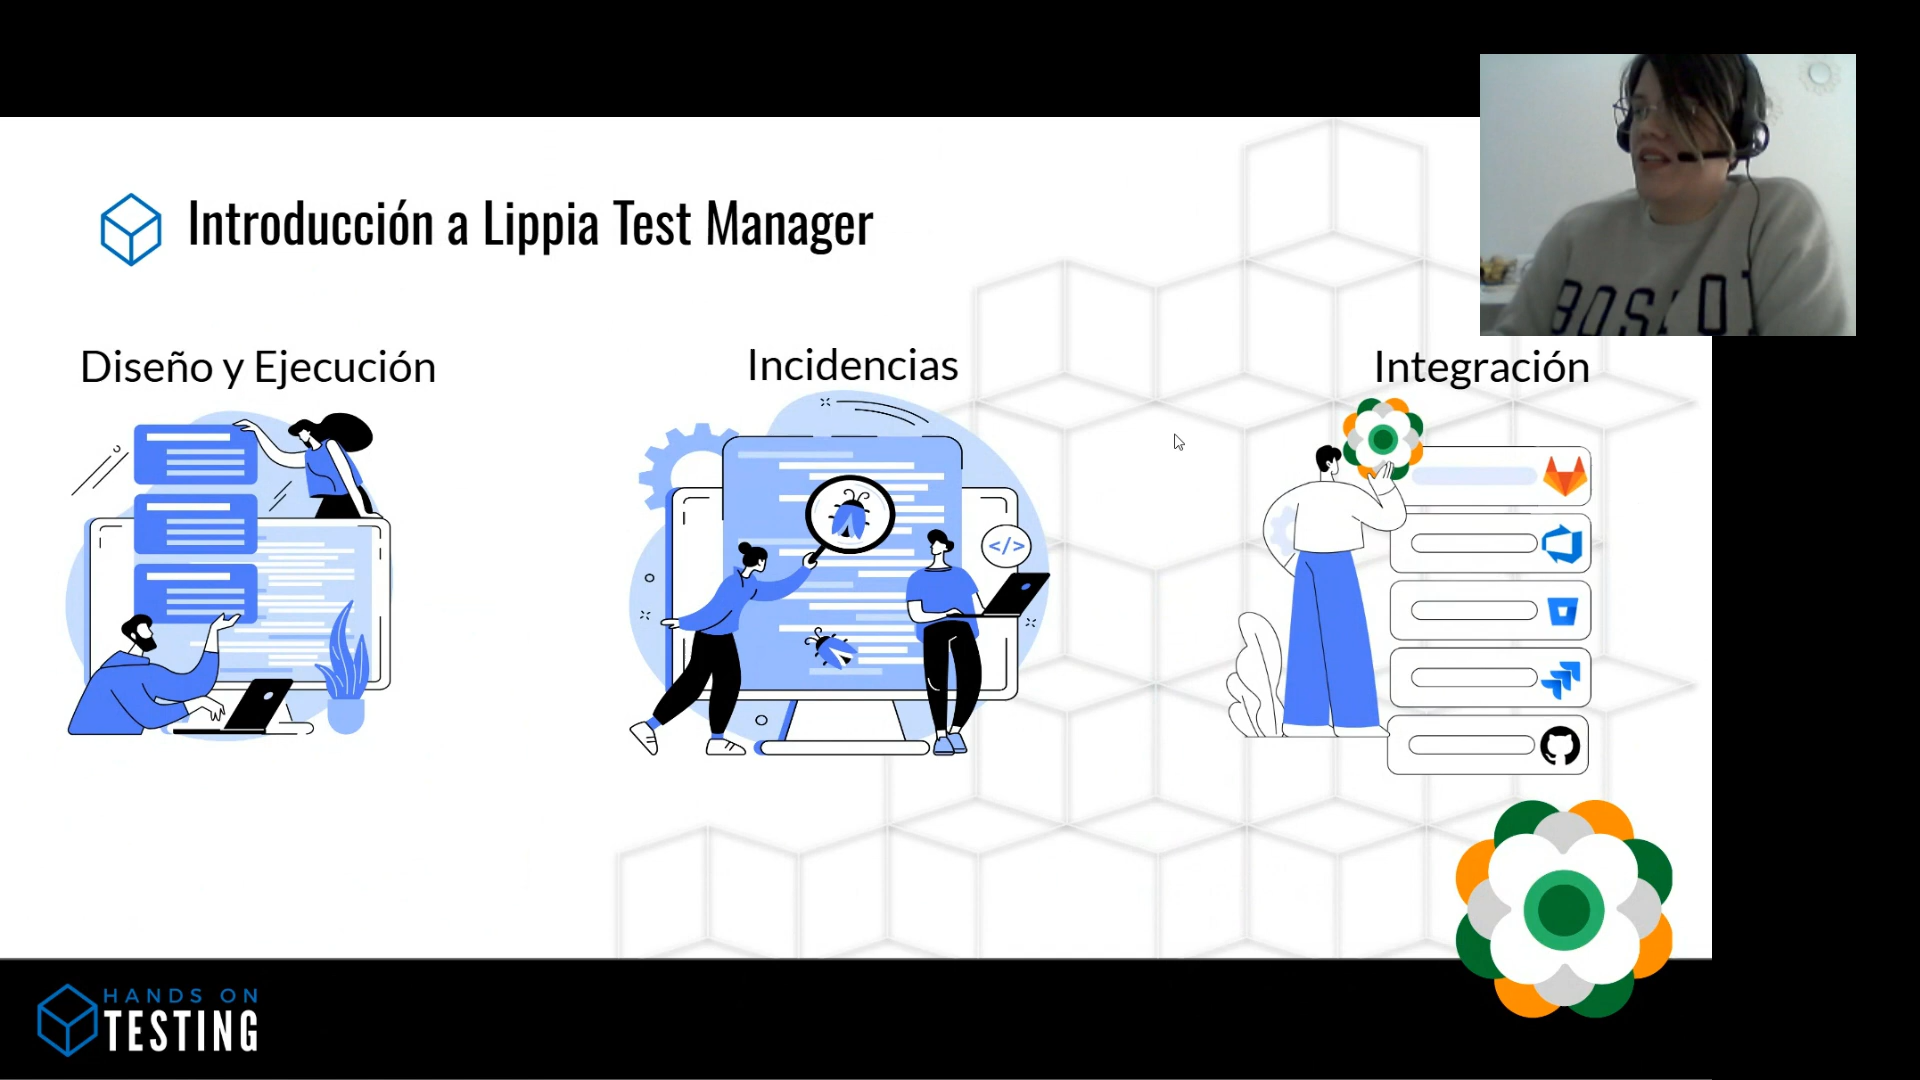 Introducción a Lippia Test Manager
Diseño y Ejecución
Incidencias
Integración
</>
HANDS ON
TESTING